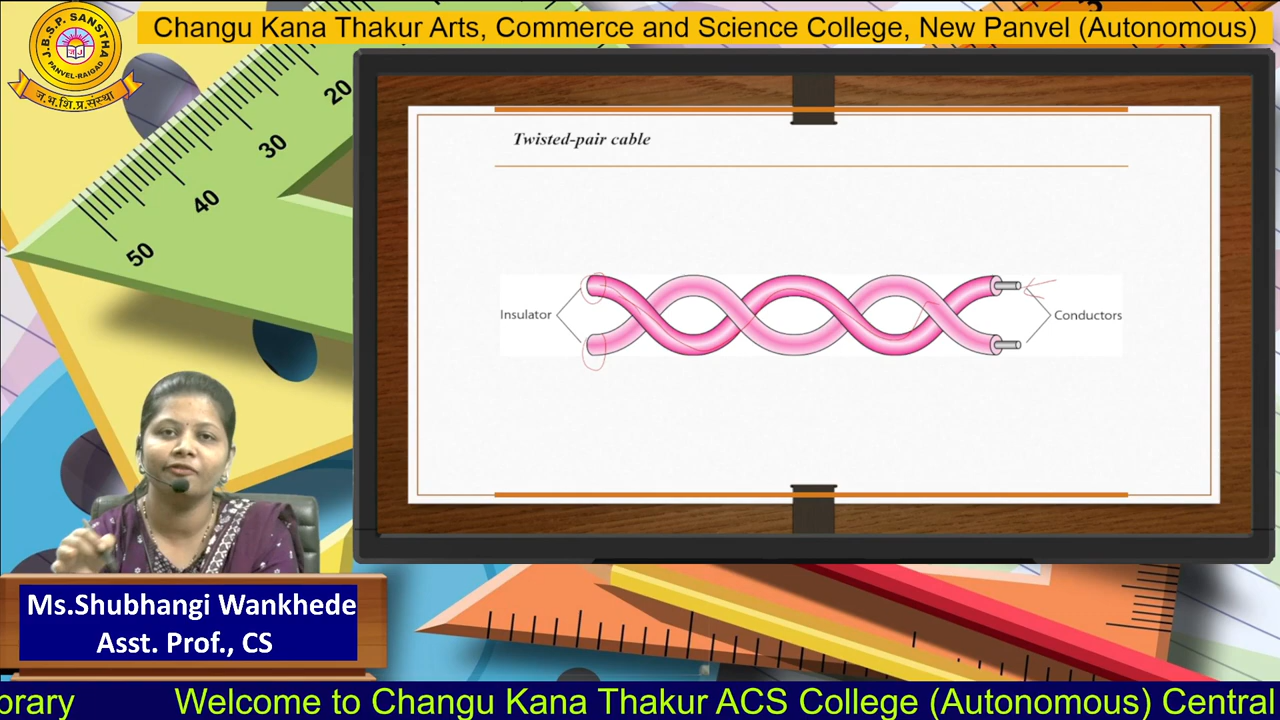 Changu Kana Thakur Arts, Commerce and Science College, New Panvel (Autonomous)
J.B.S.P. SANSTHA
PANVEL-RAIGAD
ज.भ.शि.प्र.संस्था
20
30
40
50
Twisted-pair cable
Insulator
Conductors
Ms.Shubhangi Wankhede
Asst. Prof., CS
brary Welcome to Changu Kana Thakur ACS College (Autonomous) Central